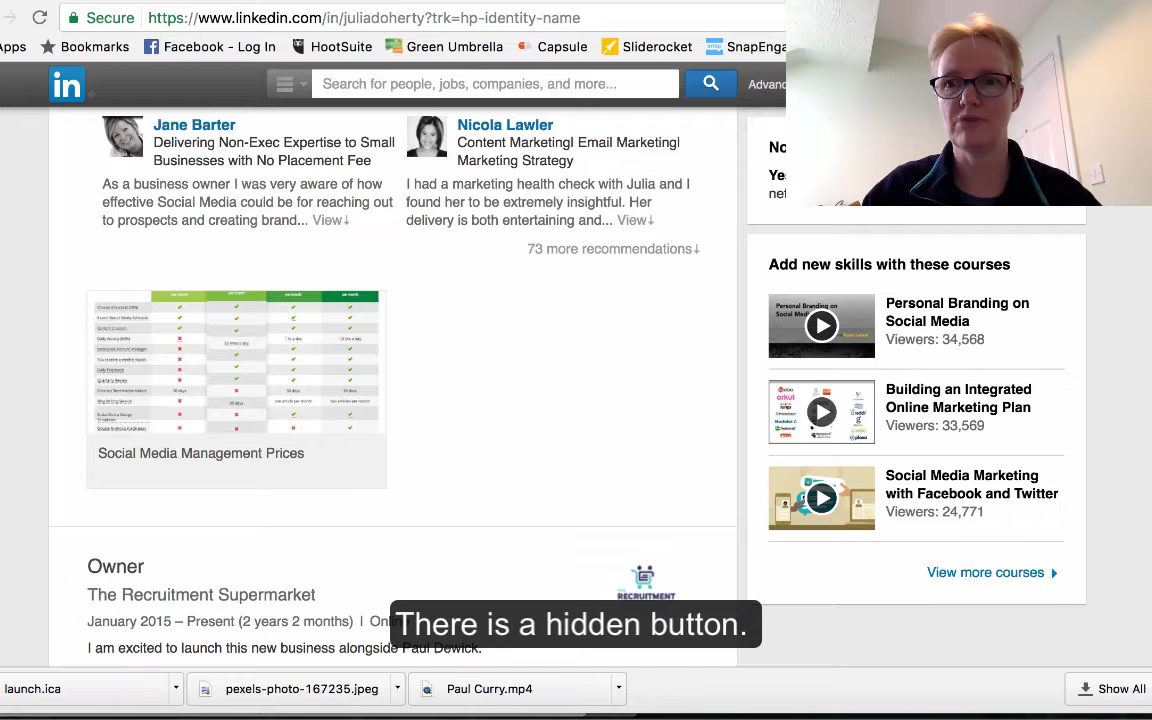 Secure
https://www.linkedin.com/in/juliadoherty?trk=hp-identity-name
Apps
Bookmarks
Facebook - Log In
HootSuite
Green Umbrella
Capsule
Sliderocket
SnapEnga
in
Search for people, jobs, companies, and more...
Advanc
Jane Barter
Delivering Non-Exec Expertise to Small
Businesses with No Placement Fee
As a business owner I was very aware of how
effective Social Media could be for reaching out
to prospects and creating brand... View↓
Nicola Lawler
Content Marketing| Email Marketing|
Marketing Strategy
I had a marketing health check with Julia and I
found her to be extremely insightful. Her
delivery is both entertaining and... View↓
73 more recommendations↓
Social Media Management Prices
Owner
The Recruitment Supermarket
January 2015 – Present (2 years 2 months) | Onlin
I am excited to launch this new business alongside Paul Dewick.
RECRUITMENT
There is a hidden button.
No
Yes
net
Add new skills with these courses
Personal Branding on
Social Media
Viewers: 34,568
Building an Integrated
Online Marketing Plan
Viewers: 33,569
Social Media Marketing
with Facebook and Twitter
Viewers: 24,771
View more courses
launch.ica
pexels-photo-167235.jpeg
Paul Curry.mp4
Show All